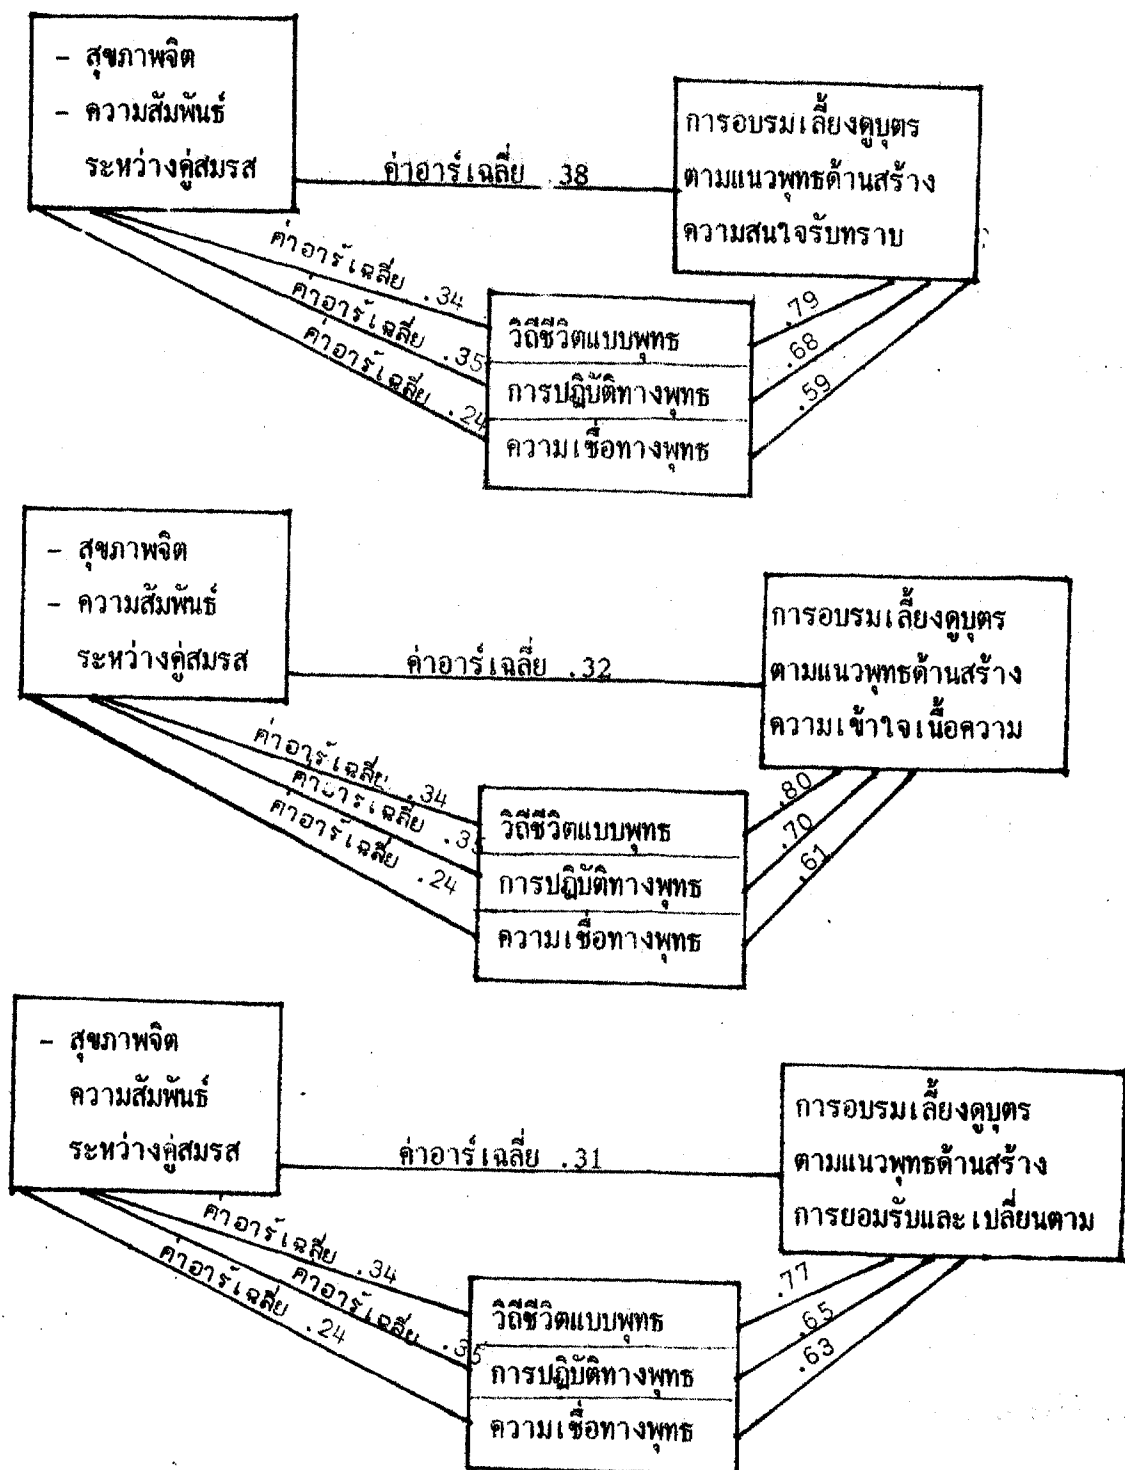 - สุขภาพจิต
- ความสัมพันธ์
ระหว่างคู่สมรส
ค่าอาร์เฉลี่ย .38
การอบรมเลี้ยงดูบุตร
ตามแนวพุทธด้านสร้าง
ความสนใจรับทราบ
ค่าอาร์เฉลี่ย .34
ค่าอาร์เฉลี่ย .35
ค่าอาร์เฉลี่ย .24
วิถีชีวิตแบบพุทธ
การปฏิบัติทางพุทธ
ความเชื่อทางพุทธ
.79
.68
.59
- สุขภาพจิต
- ความสัมพันธ์
ระหว่างคู่สมรส
ค่าอาร์เฉลี่ย .32
การอบรมเลี้ยงดูบุตร
ตามแนวพุทธด้านสร้าง
ความเข้าใจเนื้อความ
ค่าอาร์เฉลี่ย .34
ค่าอาร์เฉลี่ย .35
ค่าอาร์เฉลี่ย .24
วิถีชีวิตแบบพุทธ
การปฏิบัติทางพุทธ
ความเชื่อทางพุทธ
.80
.70
.61
- สุขภาพจิต
ความสัมพันธ์
ระหว่างคู่สมรส
ค่าอาร์เฉลี่ย .31
การอบรมเลี้ยงดูบุตร
ตามแนวพุทธด้านสร้าง
การยอมรับและเปลี่ยนตาม
ค่าอาร์เฉลี่ย .34
ค่าอาร์เฉลี่ย .35
ค่าอาร์เฉลี่ย .24
วิถีชีวิตแบบพุทธ
การปฏิบัติทางพุทธ
ความเชื่อทางพุทธ
.77
.65
.63